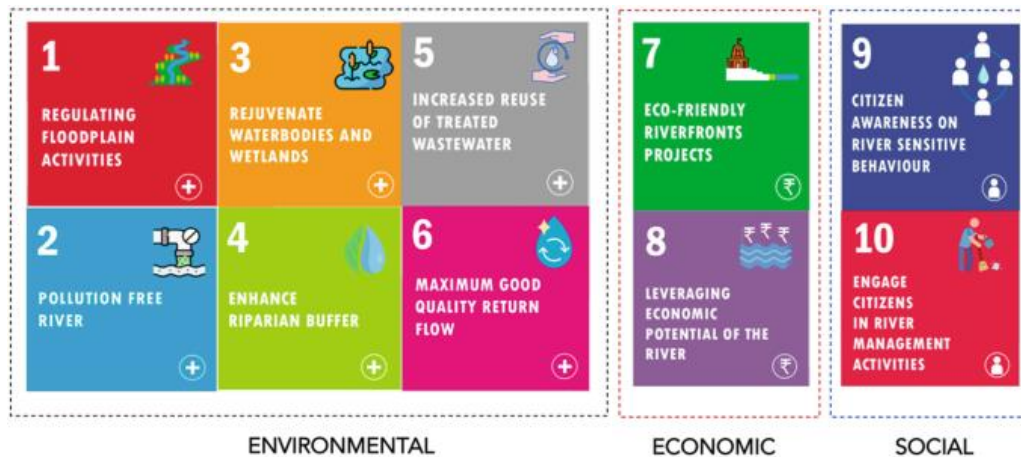 1
REGULATING
FLOODPLAIN
ACTIVITIES
2
POLLUTION FREE
RIVER
3
REJUVENATE
WATERBODIES AND
WETLANDS
4
ENHANCE
RIPARIAN BUFFER
5
INCREASED REUSE
OF TREATED
WASTEWATER
6
MAXIMUM GOOD
QUALITY RETURN
FLOW
ENVIRONMENTAL
7
ECO-FRIENDLY
RIVERFRONTS
PROJECTS
₹
8
₹ ₹ ₹
LEVERAGING
ECONOMIC
POTENTIAL OF THE
RIVER
₹
ECONOMIC
9
CITIZEN
AWARENESS ON
RIVER SENSITIVE
BEHAVIOUR
10
ENGAGE
CITIZENS
IN RIVER
MANAGEMENT
ACTIVITIES
SOCIAL